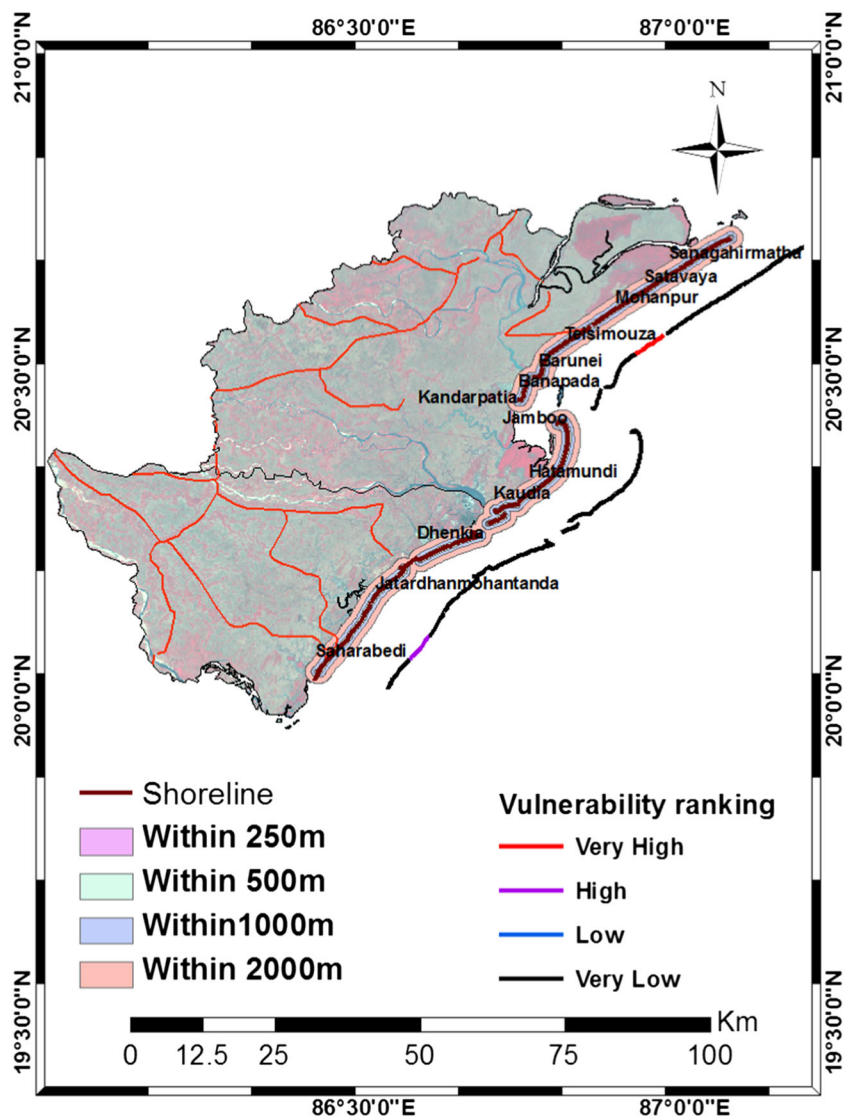 86°30'0"E
87°0'0"E
21°0'0"N
21°0'0"N
N
Sanagahirmatha
Satavaya
Mohanpur
Telsimouza
20°30'0"N
20°30'0"N
Barunei
Banapada
Kandarpatia
Jamboo
Hatamundi
Kaudia
Dhenkia
Jatardhanmohantanda
Saharabedi
20°0'0"N
20°0'0"N
Shoreline
Within 250m
Within 500m
Within1000m
Within 2000m
Vulnerability ranking
Very High
High
Low
Very Low
19°30'0"N
19°30'0"N
Km
0 12.5 25 50 75 100
86°30'0"E
87°0'0"E